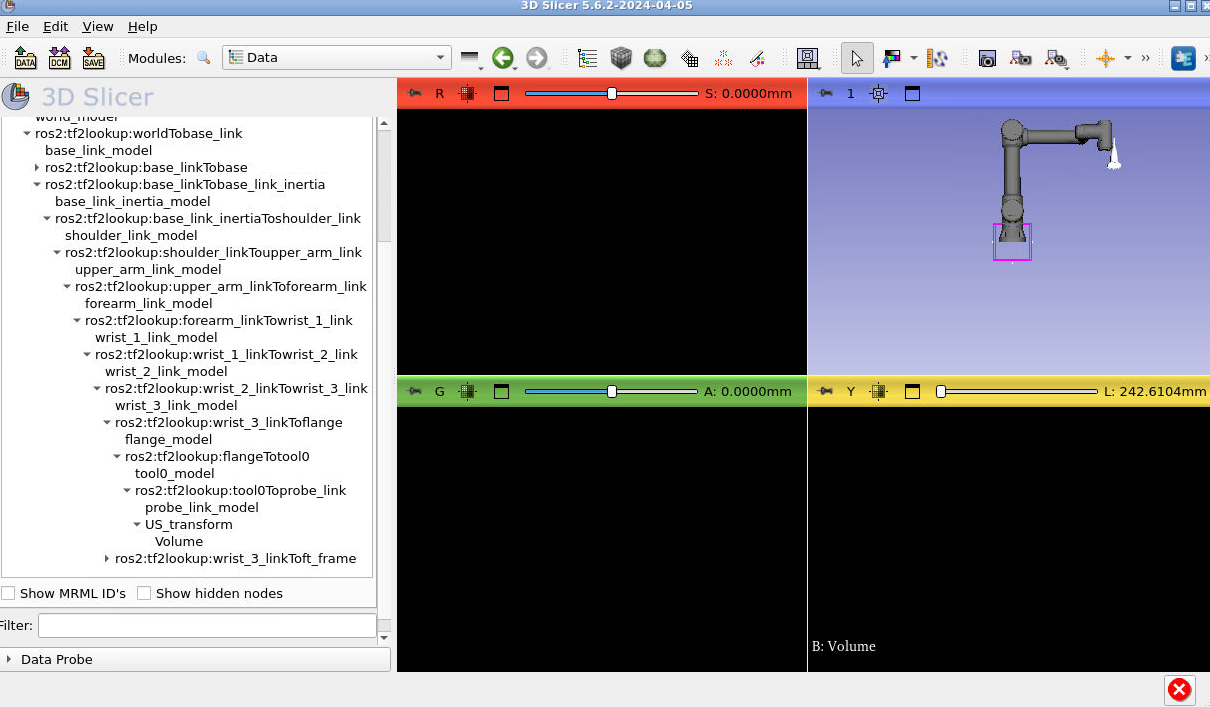 3D Slicer 5.6.2-2024-04-05
File Edit View Help
DATA DCM SAVE Modules: Data
3D Slicer
world_model
ros2:tf2lookup:worldTobase_link
base_link_model
ros2:tf2lookup:base_linkTobase
ros2:tf2lookup:base_linkTobase_link_inertia
base_link_inertia_model
ros2:tf2lookup:base_link_inertiaToshoulder_link
shoulder_link_model
ros2:tf2lookup:shoulder_linkToupper_arm_link
upper_arm_link_model
ros2:tf2lookup:upper_arm_linkToforearm_link
forearm_link_model
ros2:tf2lookup:forearm_linkTowrist_1_link
wrist_1_link_model
ros2:tf2lookup:wrist_1_linkTowrist_2_link
wrist_2_link_model
ros2:tf2lookup:wrist_2_linkTowrist_3_link
wrist_3_link_model
ros2:tf2lookup:wrist_3_linkToflange
flange_model
ros2:tf2lookup:flangeTotool0
tool0_model
ros2:tf2lookup:tool0Toprobe_link
probe_link_model
US_transform
Volume
ros2:tf2lookup:wrist_3_linkToft_frame
Show MRML ID's Show hidden nodes
Filter:
Data Probe
R S: 0.0000mm
1
G A: 0.0000mm
Y L: 242.6104mm
B: Volume